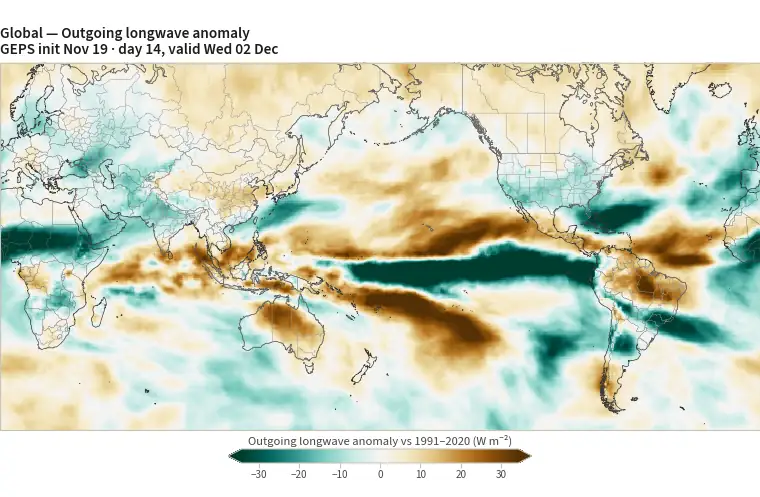 Global — Outgoing longwave anomaly
GEPS init Nov 19 · day 14, valid Wed 02 Dec
Outgoing longwave anomaly vs 1991–2020 (W m⁻²)
−30 −20 −10 0 10 20 30